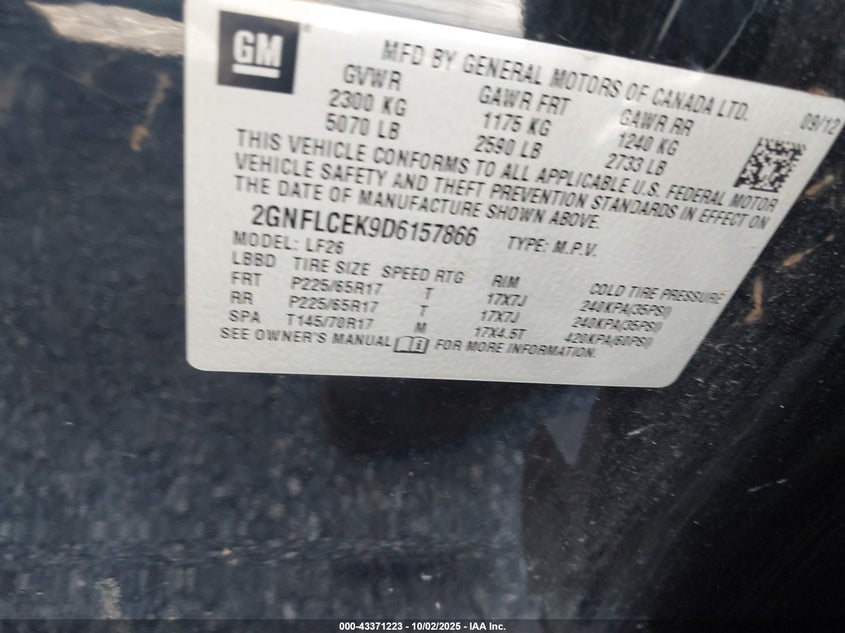 GM
MFD BY GENERAL MOTORS OF CANADA LTD.
GVWR GAWR FRT GAWR RR 09/12
2300 KG 1175 KG 1240 KG
5070 LB 2590 LB 2733 LB
THIS VEHICLE CONFORMS TO ALL APPLICABLE U.S. FEDERAL MOTOR
VEHICLE SAFETY AND THEFT PREVENTION STANDARDS IN EFFECT ON
THE DATE OF MANUFACTURE SHOWN ABOVE.
2GNFLCEK9D6157866 TYPE: M.P.V.
MODEL: LF26
LBBD TIRE SIZE SPEED RTG RIM COLD TIRE PRESSURE
FRT P225/65R17 T 17X7J 240KPA(35PSI)
RR P225/65R17 T 17X7J 240KPA(35PSI)
SPA T145/70R17 M 17X4.5T 420KPA(60PSI)
SEE OWNER'S MANUAL FOR MORE INFORMATION.
000-43371223 - 10/02/2025 - IAA Inc.